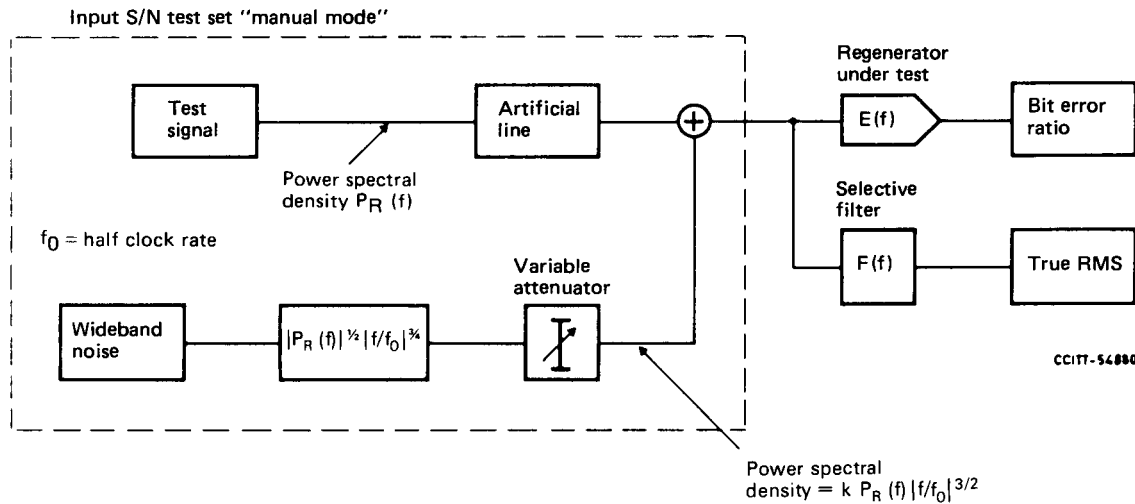 Input S/N test set "manual mode"
Test
signal
Artificial
line
+
Regenerator
under test
E(f)
Bit error
ratio
Power spectral
density P_R (f)
Selective
filter
F(f)
True RMS
f_0 = half clock rate
Variable
attenuator
Wideband
noise
|P_R (f)|^½ |f/f_0|^¾
CCITT-54880
Power spectral
density = k P_R (f) |f/f_0|^3/2